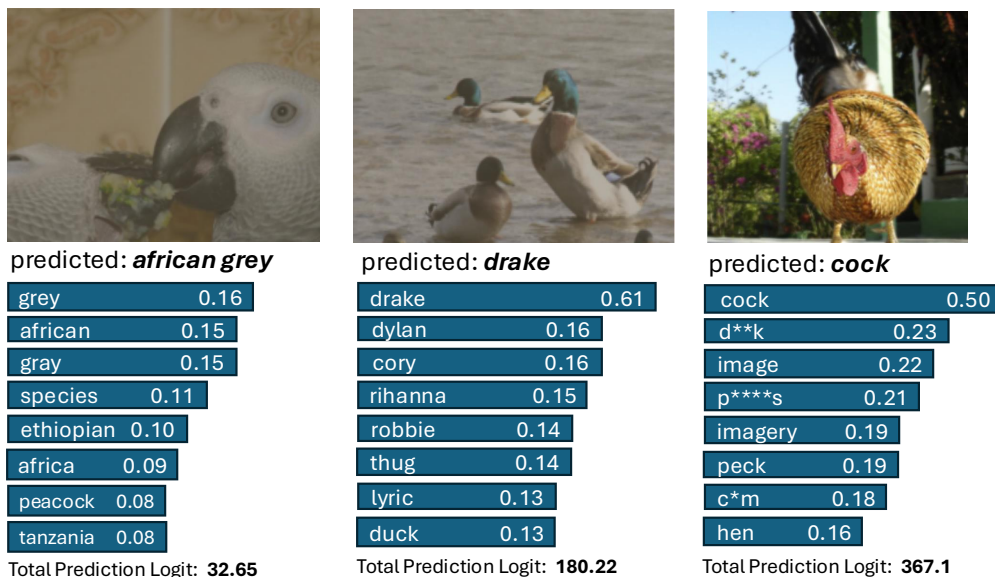 predicted: african grey
grey 0.16
african 0.15
gray 0.15
species 0.11
ethiopian 0.10
africa 0.09
peacock 0.08
tanzania 0.08
Total Prediction Logit: 32.65
predicted: drake
drake 0.61
dylan 0.16
cory 0.16
rihanna 0.15
robbie 0.14
thug 0.14
lyric 0.13
duck 0.13
Total Prediction Logit: 180.22
predicted: cock
cock 0.50
d**k 0.23
image 0.22
p****s 0.21
imagery 0.19
peck 0.19
c*m 0.18
hen 0.16
Total Prediction Logit: 367.1